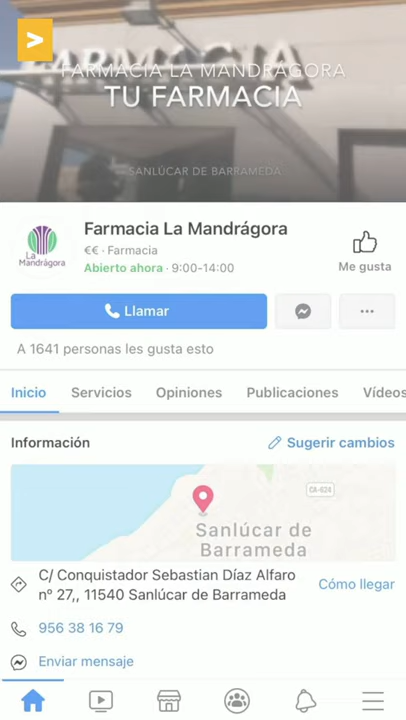 FARMACIA
FARMACIA LA MANDRÁGORA
TU FARMACIA
SANLÚCAR DE BARRAMEDA
La
Mandrágora
Farmacia La Mandrágora
€€ · Farmacia
Abierto ahora · 9:00-14:00
Me gusta
Llamar
A 1641 personas les gusta esto
Inicio
Servicios
Opiniones
Publicaciones
Vídeos
Información
Sugerir cambios
CA-624
Sanlúcar de
Barrameda
C/ Conquistador Sebastian Díaz Alfaro
nº 27,, 11540 Sanlúcar de Barrameda
Cómo llegar
956 38 16 79
Enviar mensaje